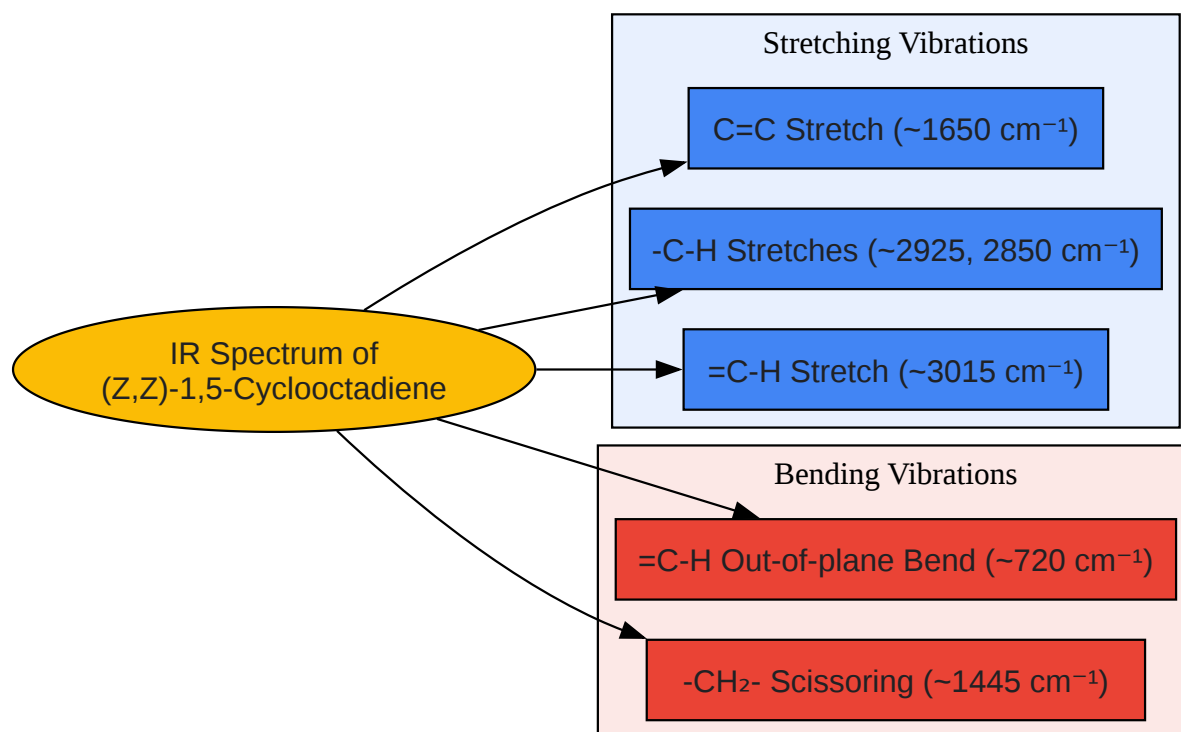 Stretching Vibrations
C=C Stretch (~1650 cm⁻¹)
-C-H Stretches (~2925, 2850 cm⁻¹)
IR Spectrum of
(Z,Z)-1,5-Cyclooctadiene
=C-H Stretch (~3015 cm⁻¹)
Bending Vibrations
=C-H Out-of-plane Bend (~720 cm⁻¹)
-CH₂- Scissoring (~1445 cm⁻¹)